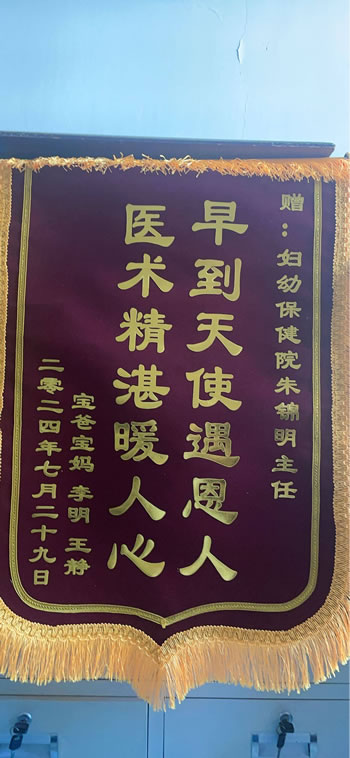 赠：妇幼保健院朱锦明主任
早到天使遇恩人
医术精湛暖人心
宝爸宝妈 李明 王静
二零二四年七月二十九日